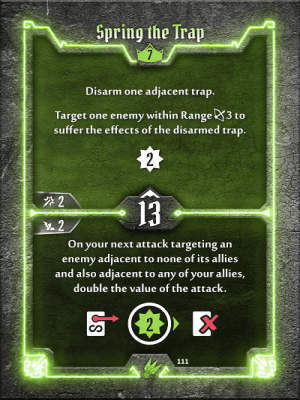 Spring the Trap
7
Disarm one adjacent trap.
Target one enemy within Range 3 to
suffer the effects of the disarmed trap.
2
2
13
2
On your next attack targeting an
enemy adjacent to none of its allies
and also adjacent to any of your allies,
double the value of the attack.
2
111